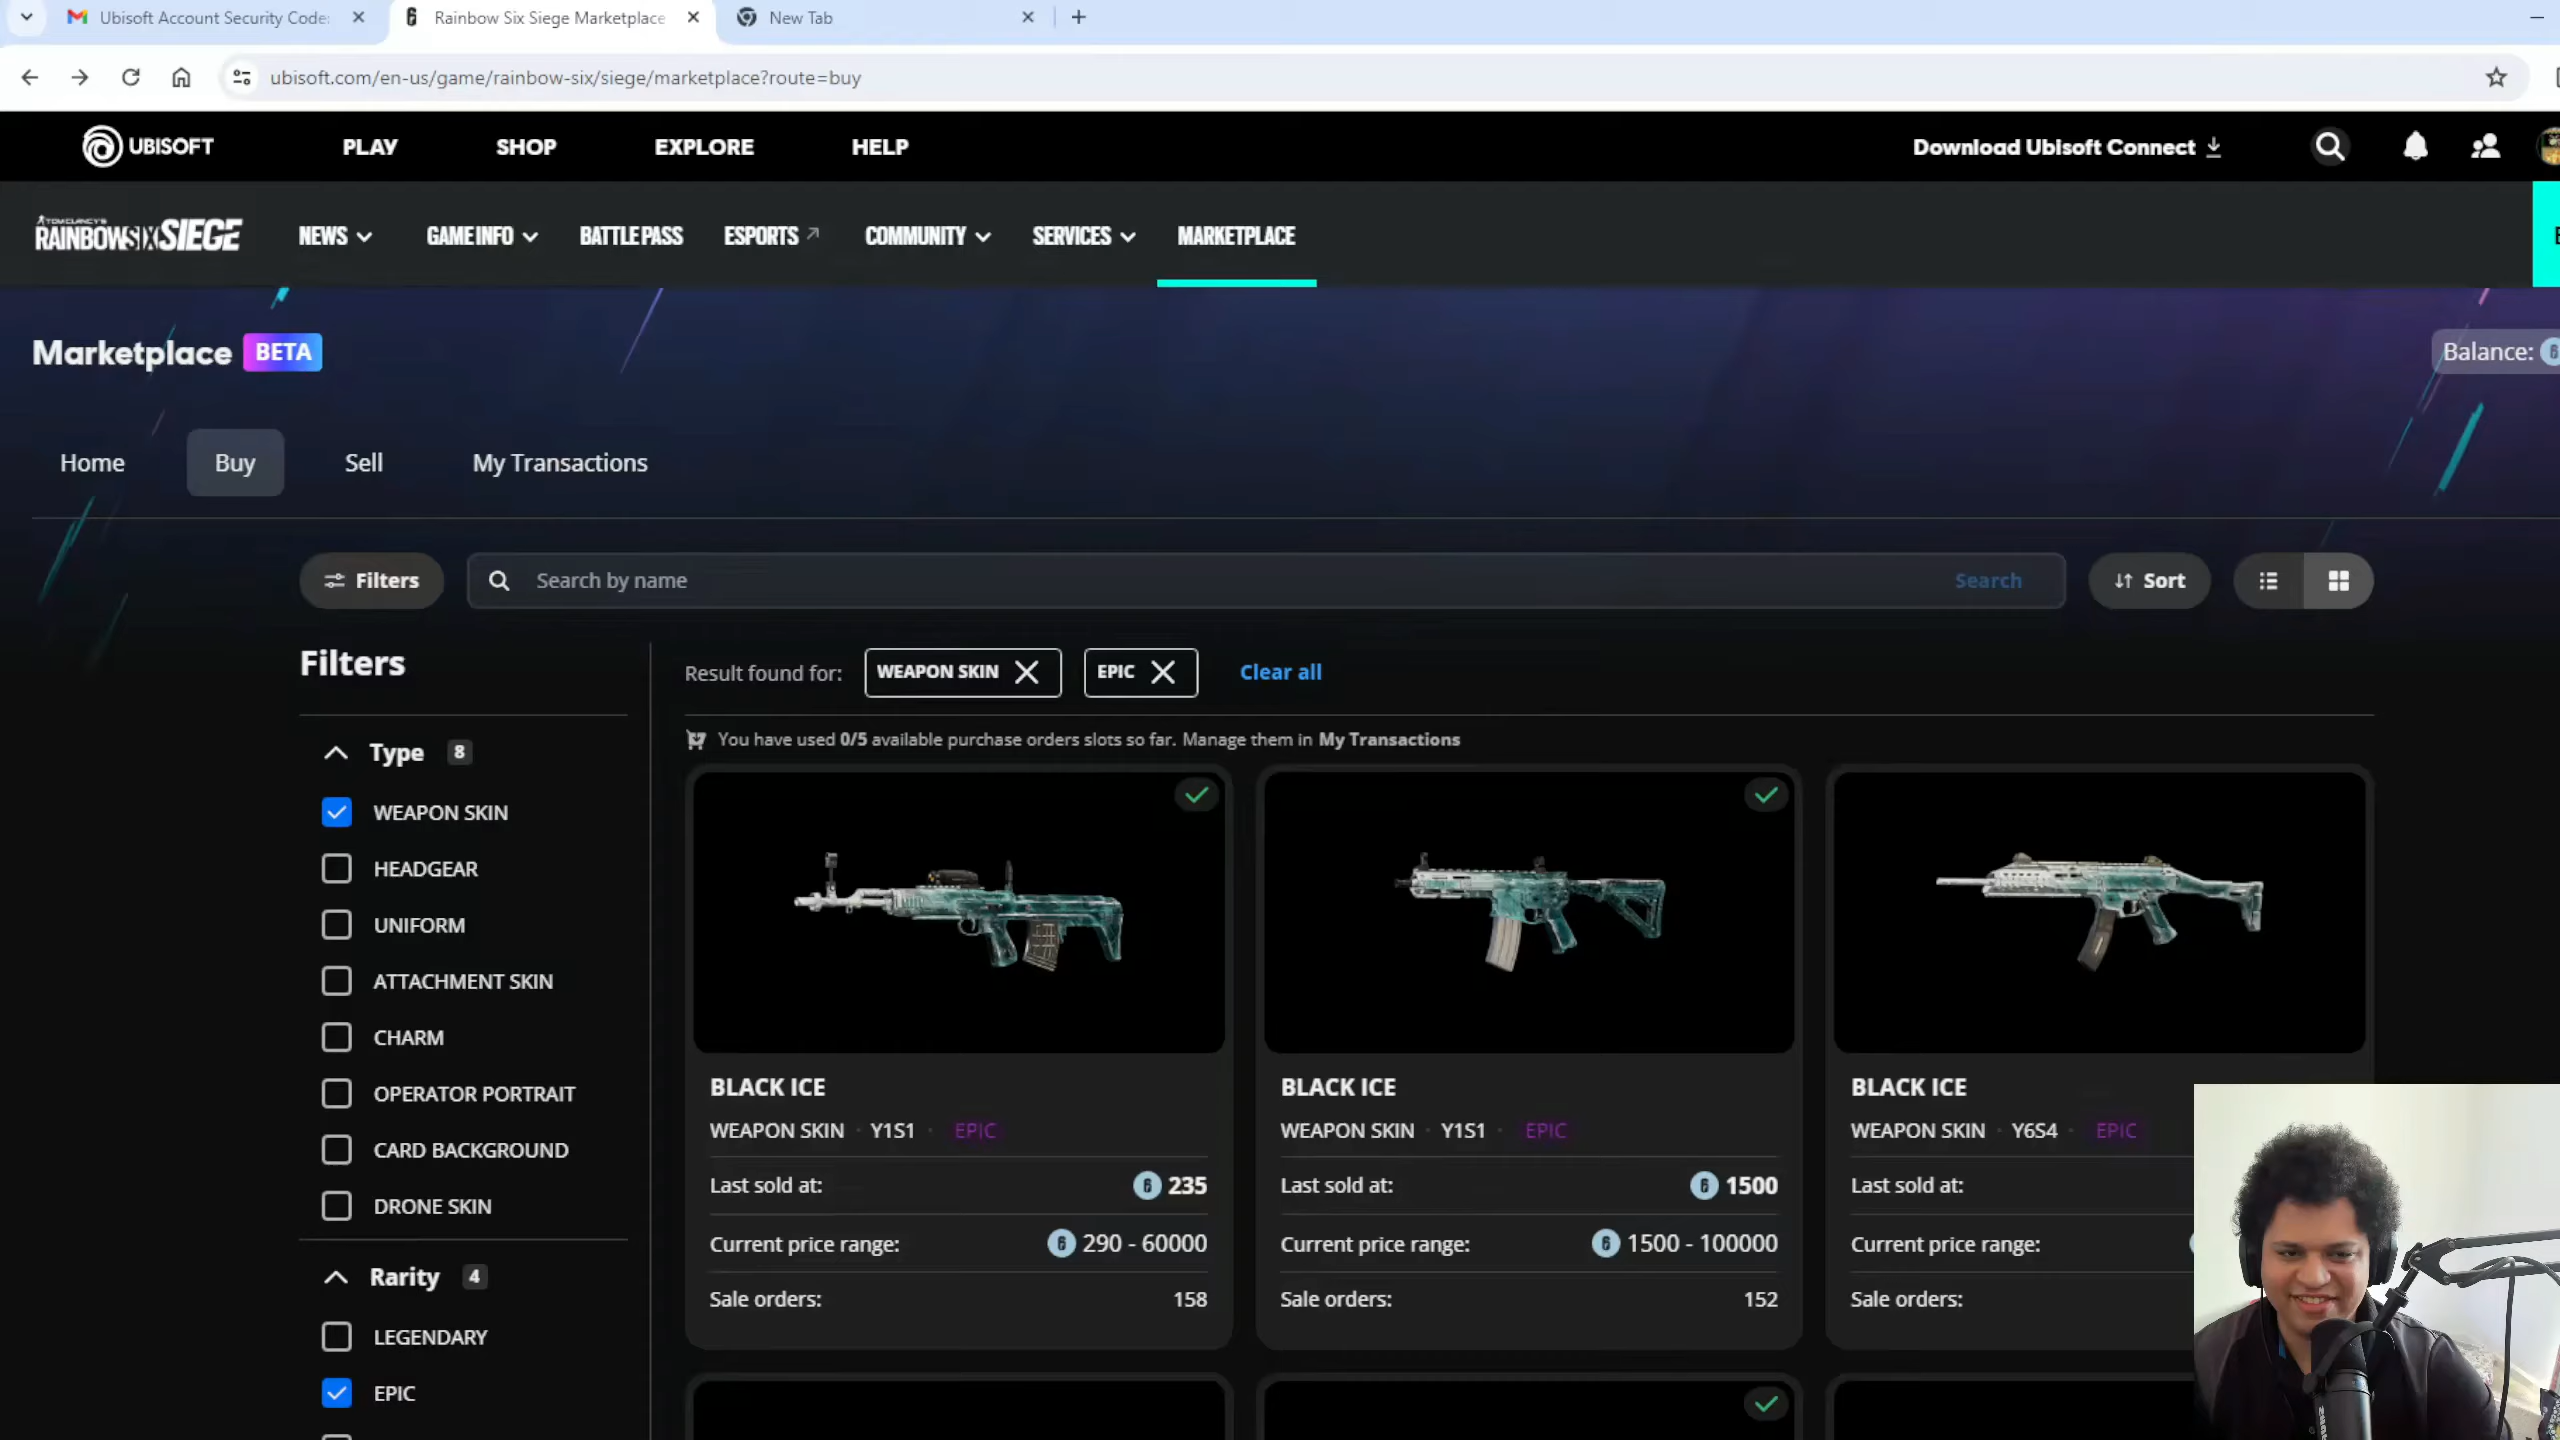 Ubisoft Account Security Code:
Rainbow Six Siege Marketplace
New Tab
ubisoft.com/en-us/game/rainbow-six/siege/marketplace?route=buy
UBISOFT
PLAY
SHOP
EXPLORE
HELP
Download Ubisoft Connect
TOM CLANCY'S
RAINBOWSIXSIEGE
NEWS
GAME INFO
BATTLE PASS
ESPORTS
COMMUNITY
SERVICES
MARKETPLACE
Marketplace BETA
Balance:
Home
Buy
Sell
My Transactions
Filters
Search by name
Search
Sort
Filters
Result found for:
WEAPON SKIN
EPIC
Clear all
You have used 0/5 available purchase orders slots so far. Manage them in My Transactions
Type 8
WEAPON SKIN
HEADGEAR
UNIFORM
ATTACHMENT SKIN
CHARM
OPERATOR PORTRAIT
CARD BACKGROUND
DRONE SKIN
Rarity 4
LEGENDARY
EPIC
BLACK ICE
WEAPON SKIN · Y1S1 · EPIC
Last sold at: 235
Current price range: 290 - 60000
Sale orders: 158
BLACK ICE
WEAPON SKIN · Y1S1 · EPIC
Last sold at: 1500
Current price range: 1500 - 100000
Sale orders: 152
BLACK ICE
WEAPON SKIN · Y6S4 · EPIC
Last sold at:
Current price range:
Sale orders: